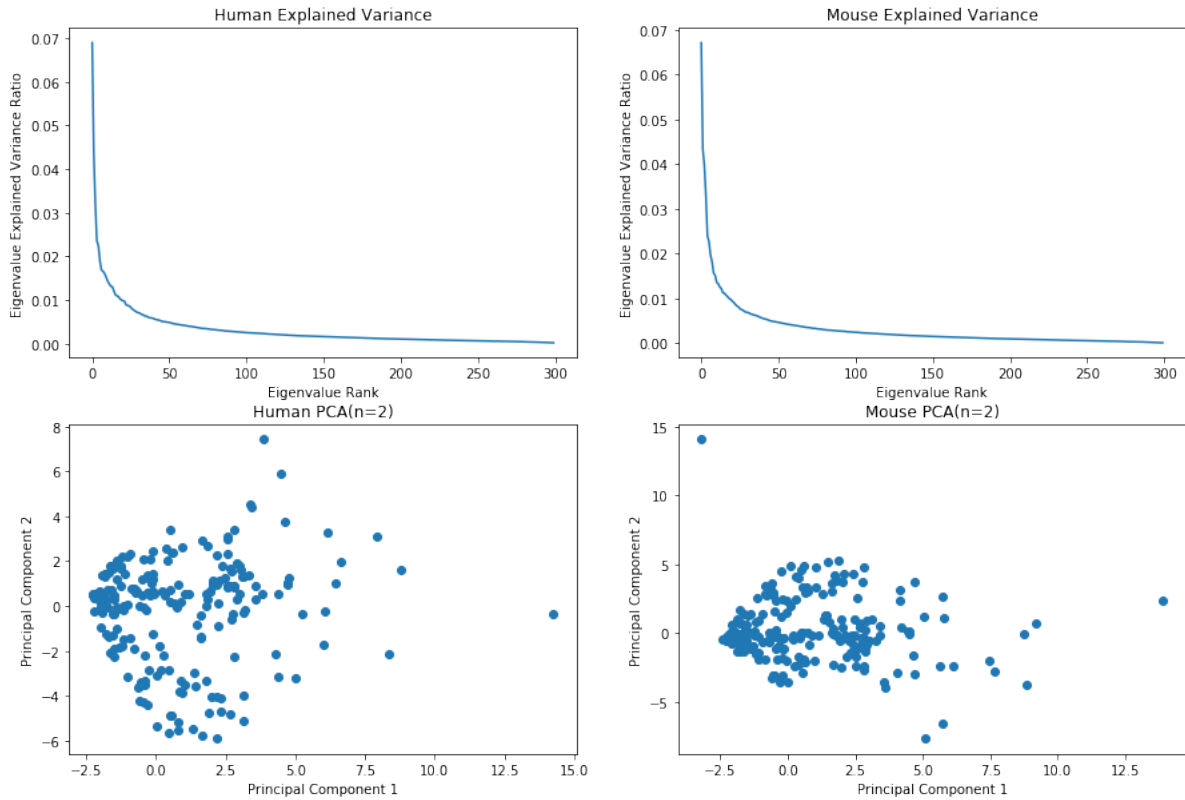 Human Explained Variance
Eigenvalue Explained Variance Ratio
0.07
0.06
0.05
0.04
0.03
0.02
0.01
0.00
0 50 100 150 200 250 300
Eigenvalue Rank
Mouse Explained Variance
Eigenvalue Explained Variance Ratio
0.07
0.06
0.05
0.04
0.03
0.02
0.01
0.00
0 50 100 150 200 250 300
Eigenvalue Rank
Human PCA(n=2)
Principal Component 2
8
6
4
2
0
−2
−4
−6
−2.5 0.0 2.5 5.0 7.5 10.0 12.5 15.0
Principal Component 1
Mouse PCA(n=2)
Principal Component 2
15
10
5
0
−5
−2.5 0.0 2.5 5.0 7.5 10.0 12.5
Principal Component 1